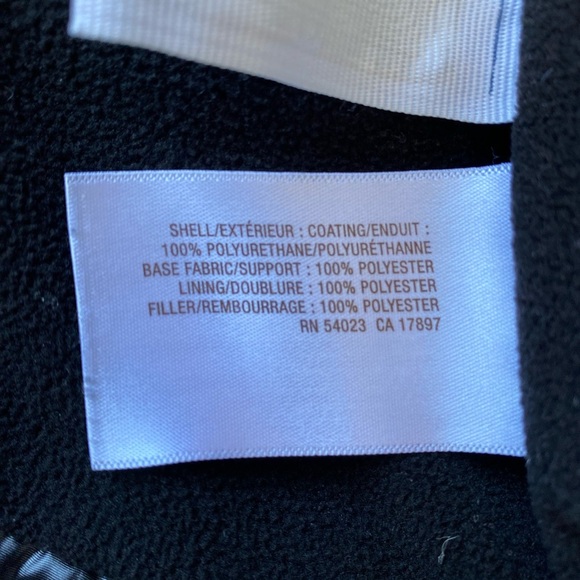 SHELL/EXTÉRIEUR : COATING/ENDUIT :
100% POLYURETHANE/POLYURÉTHANNE
BASE FABRIC/SUPPORT : 100% POLYESTER
LINING/DOUBLURE : 100% POLYESTER
FILLER/REMBOURRAGE : 100% POLYESTER
RN 54023 CA 17897